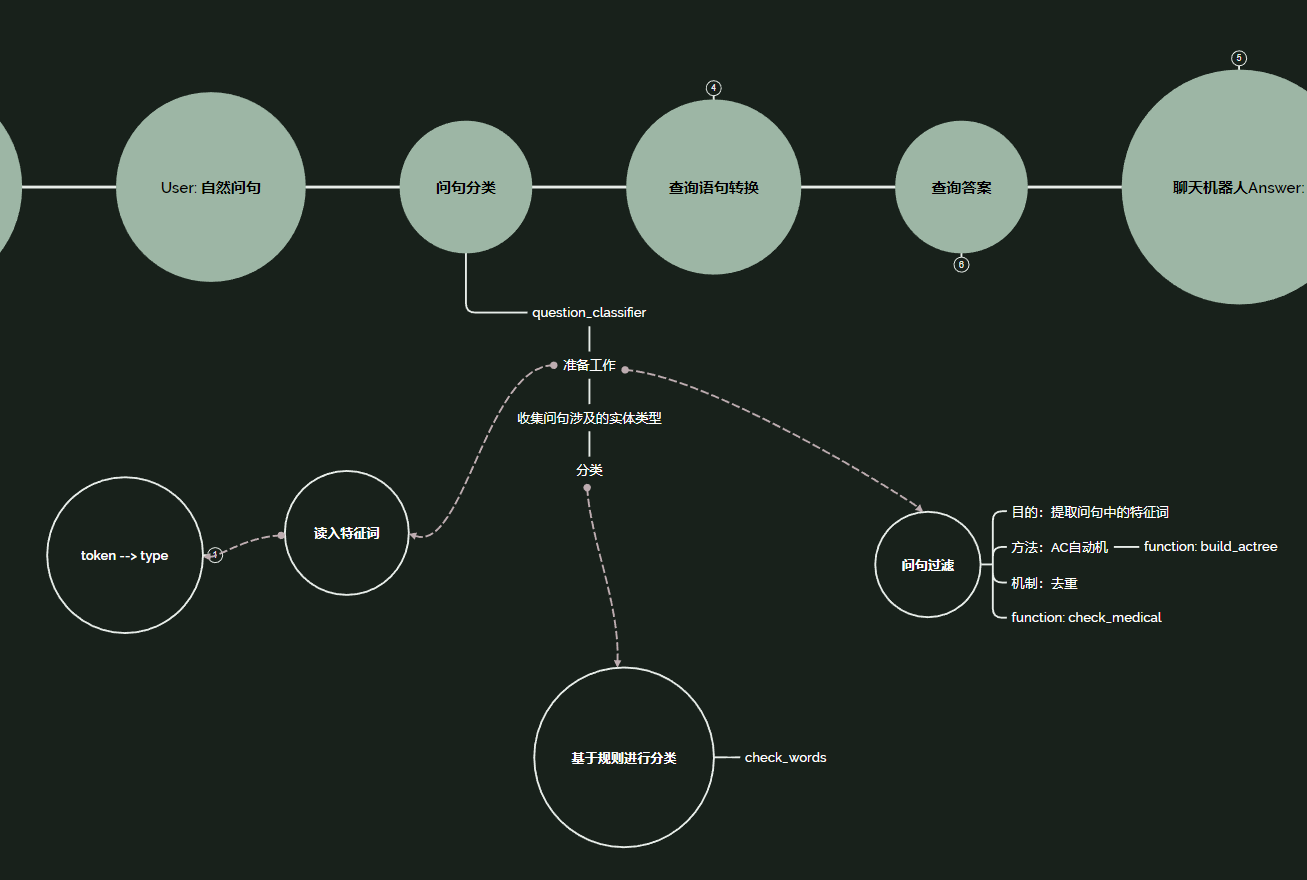 5
4
User: 自然问句
问句分类
查询语句转换
查询答案
聊天机器人Answer:
6
question_classifier
准备工作
收集问句涉及的实体类型
分类
目的：提取问句中的特征词
读入特征词
方法：AC自动机
function: build_actree
token --> type
1
问句过滤
机制：去重
function: check_medical
基于规则进行分类
check_words